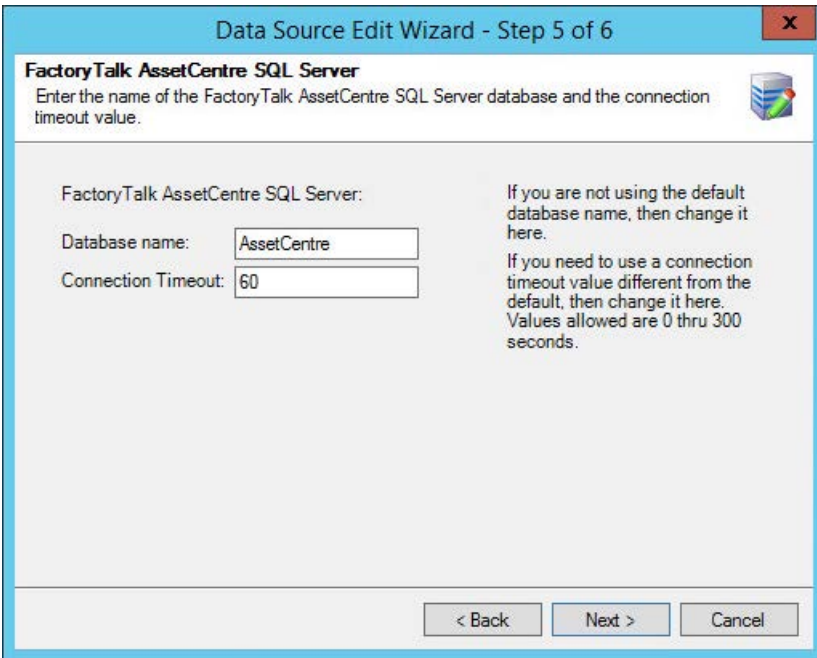 Data Source Edit Wizard - Step 5 of 6
x
FactoryTalk AssetCentre SQL Server
Enter the name of the FactoryTalk AssetCentre SQL Server database and the connection
timeout value.
FactoryTalk AssetCentre SQL Server:
Database name:
AssetCentre
Connection Timeout:
60
If you are not using the default
database name, then change it
here.
If you need to use a connection
timeout value different from the
default, then change it here.
Values allowed are 0 thru 300
seconds.
< Back
Next >
Cancel